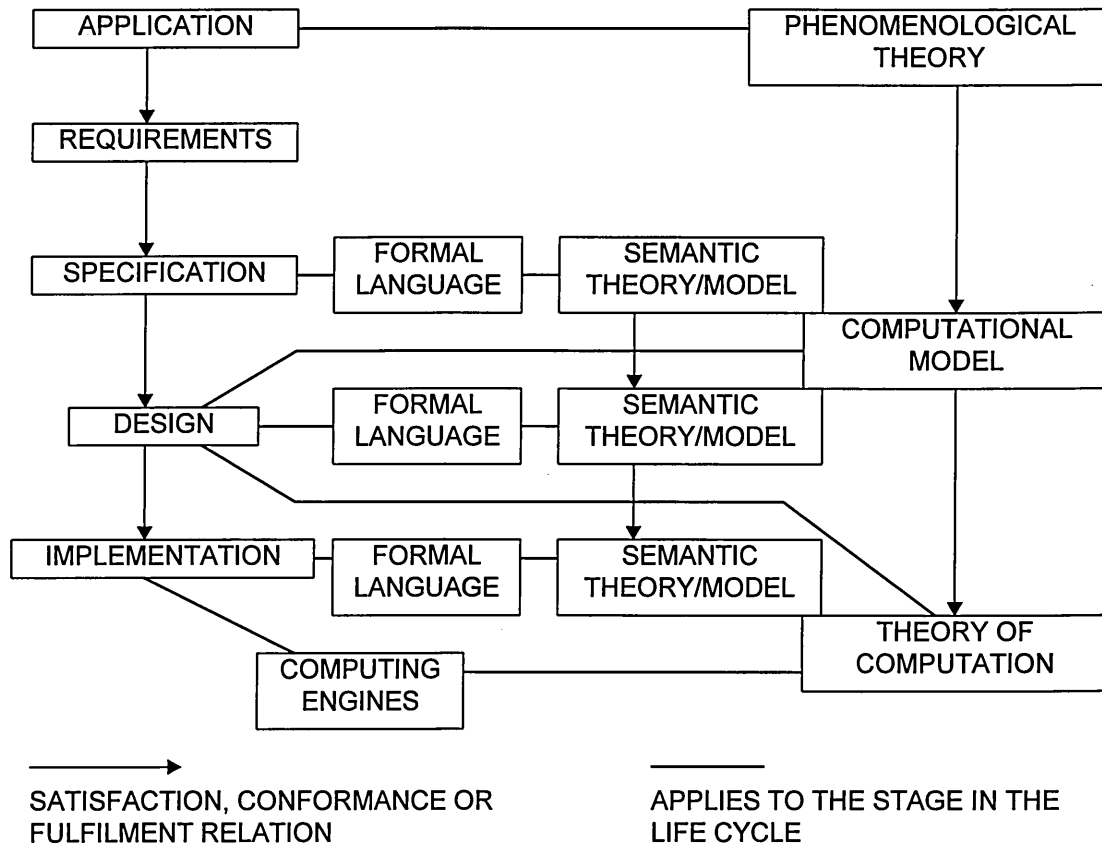 APPLICATION
PHENOMENOLOGICAL
THEORY
REQUIREMENTS
SPECIFICATION
FORMAL
LANGUAGE
SEMANTIC
THEORY/MODEL
COMPUTATIONAL
MODEL
DESIGN
FORMAL
LANGUAGE
SEMANTIC
THEORY/MODEL
IMPLEMENTATION
FORMAL
LANGUAGE
SEMANTIC
THEORY/MODEL
THEORY OF
COMPUTATION
COMPUTING
ENGINES
SATISFACTION, CONFORMANCE OR
FULFILMENT RELATION
APPLIES TO THE STAGE IN THE
LIFE CYCLE